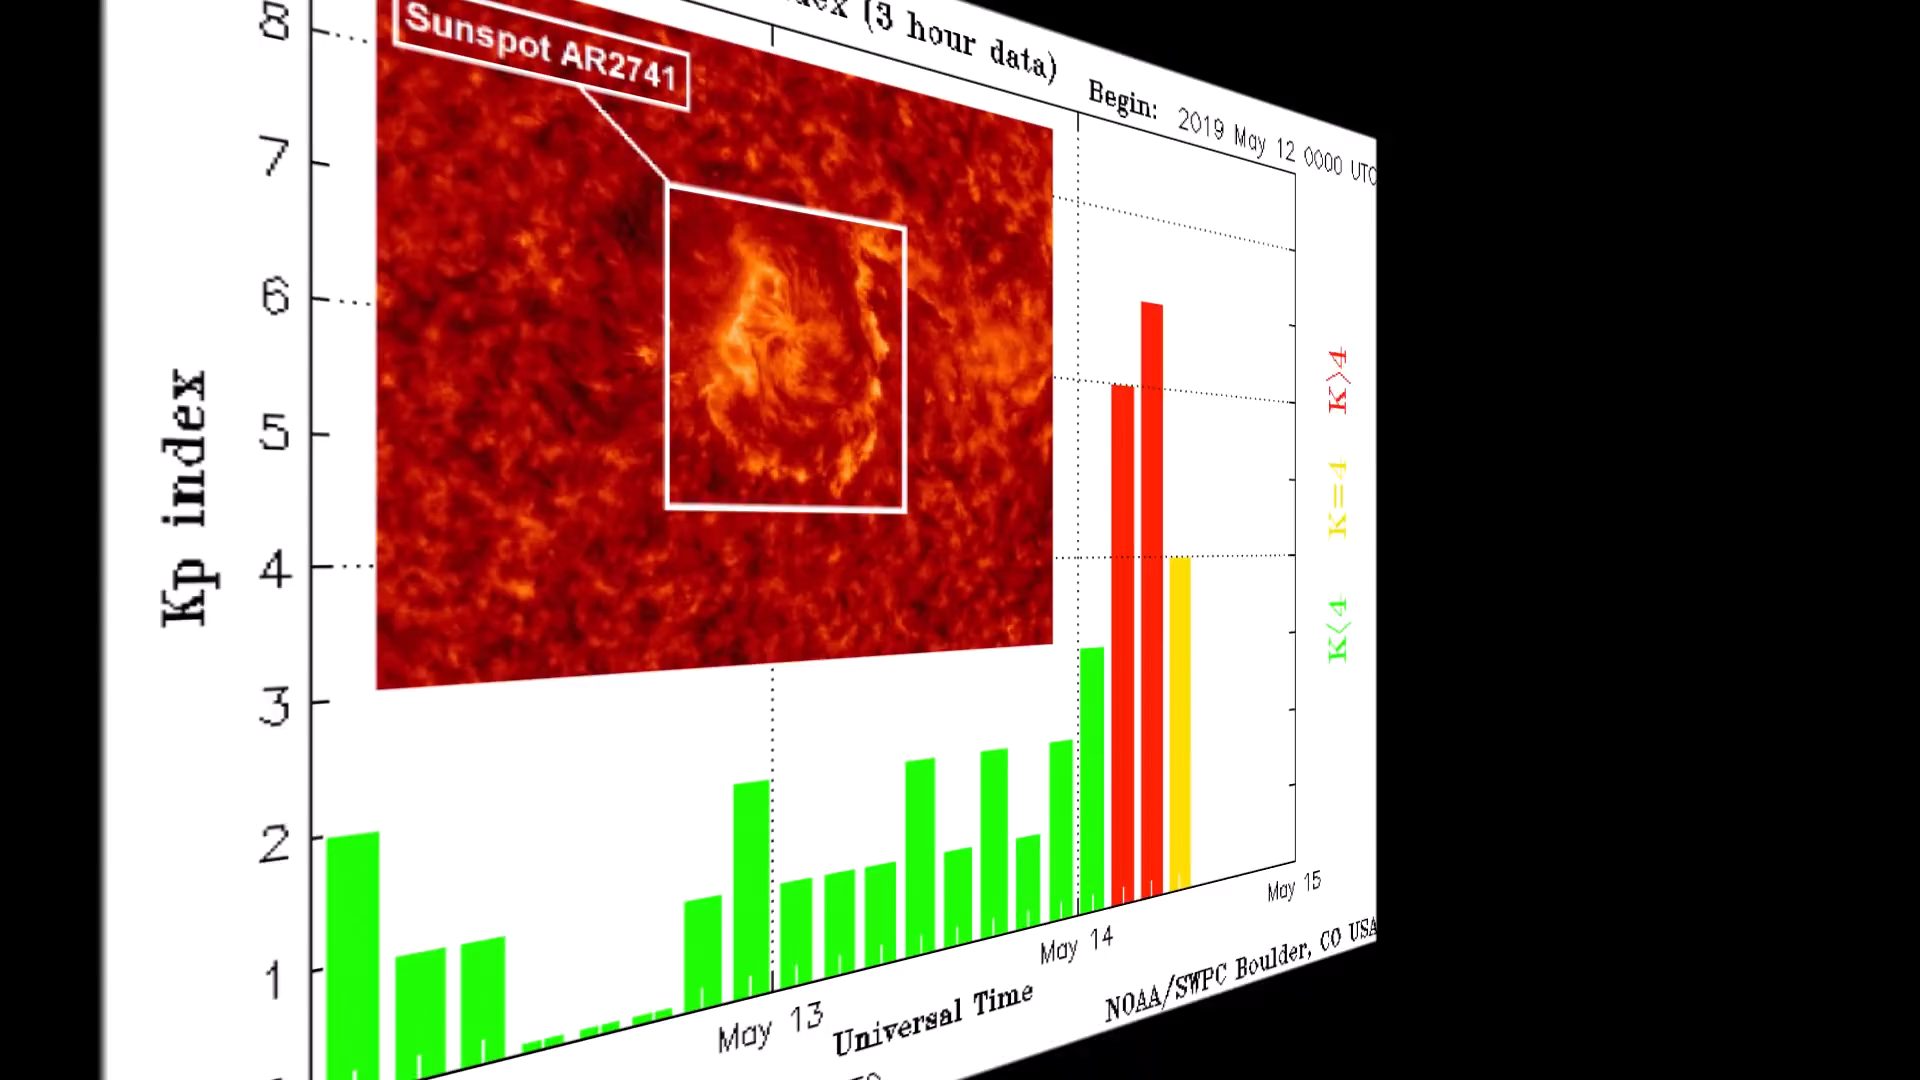 (3 hour data)
Begin: 2019 May 12 0000 UTC
Sunspot AR2741
8
7
6
5
4
3
2
1
Kp index
K>4
K=4
K<4
May 13
May 14
May 15
Universal Time
NOAA/SWPC Boulder, CO USA